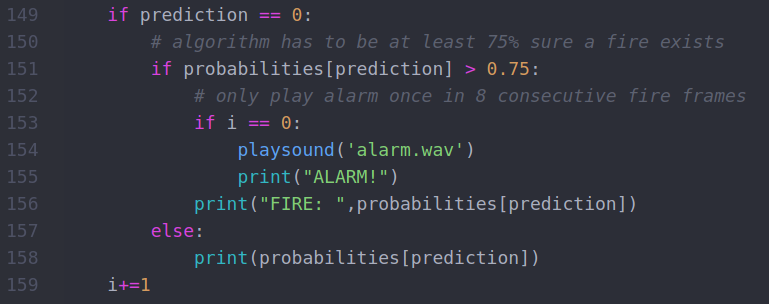 149 if prediction == 0:
150 # algorithm has to be at least 75% sure a fire exists
151 if probabilities[prediction] > 0.75:
152 # only play alarm once in 8 consecutive fire frames
153 if i == 0:
154 playsound('alarm.wav')
155 print("ALARM!")
156 print("FIRE: ",probabilities[prediction])
157 else:
158 print(probabilities[prediction])
159 i+=1